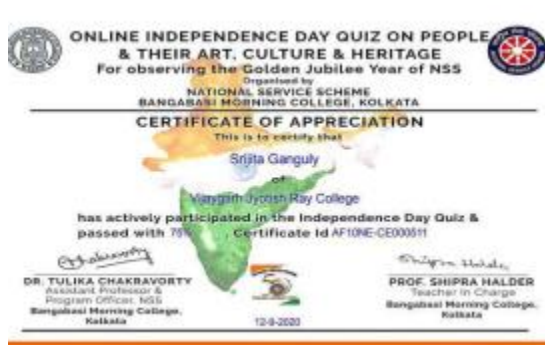 ONLINE INDEPENDENCE DAY QUIZ ON PEOPLE
& THEIR ART, CULTURE & HERITAGE
For observing the Golden Jubilee Year of NSS
Organised by
NATIONAL SERVICE SCHEME
BANGABASI MORNING COLLEGE, KOLKATA
CERTIFICATE OF APPRECIATION
This is to certify that
Srijita Ganguly
of
Vijaygarh Jyotish Ray College
has actively participated in the Independence Day Quiz &
passed with 75% , Certificate Id AF10NE-CE000511
DR. TULIKA CHAKRAVORTY
Assistant Professor &
Program Officer, NSS
Bangabasi Morning College,
Kolkata
PROF. SHIPRA HALDER
Teacher in Charge
Bangabasi Morning College,
Kolkata
12-9-2020